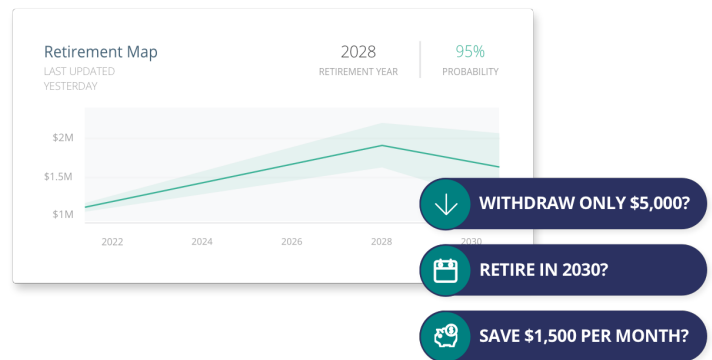 Retirement Map
LAST UPDATED
YESTERDAY
2028
RETIREMENT YEAR
95%
PROBABILITY
$2M
$1.5M
$1M
2022
2024
2026
2028
2030
WITHDRAW ONLY $5,000?
RETIRE IN 2030?
SAVE $1,500 PER MONTH?